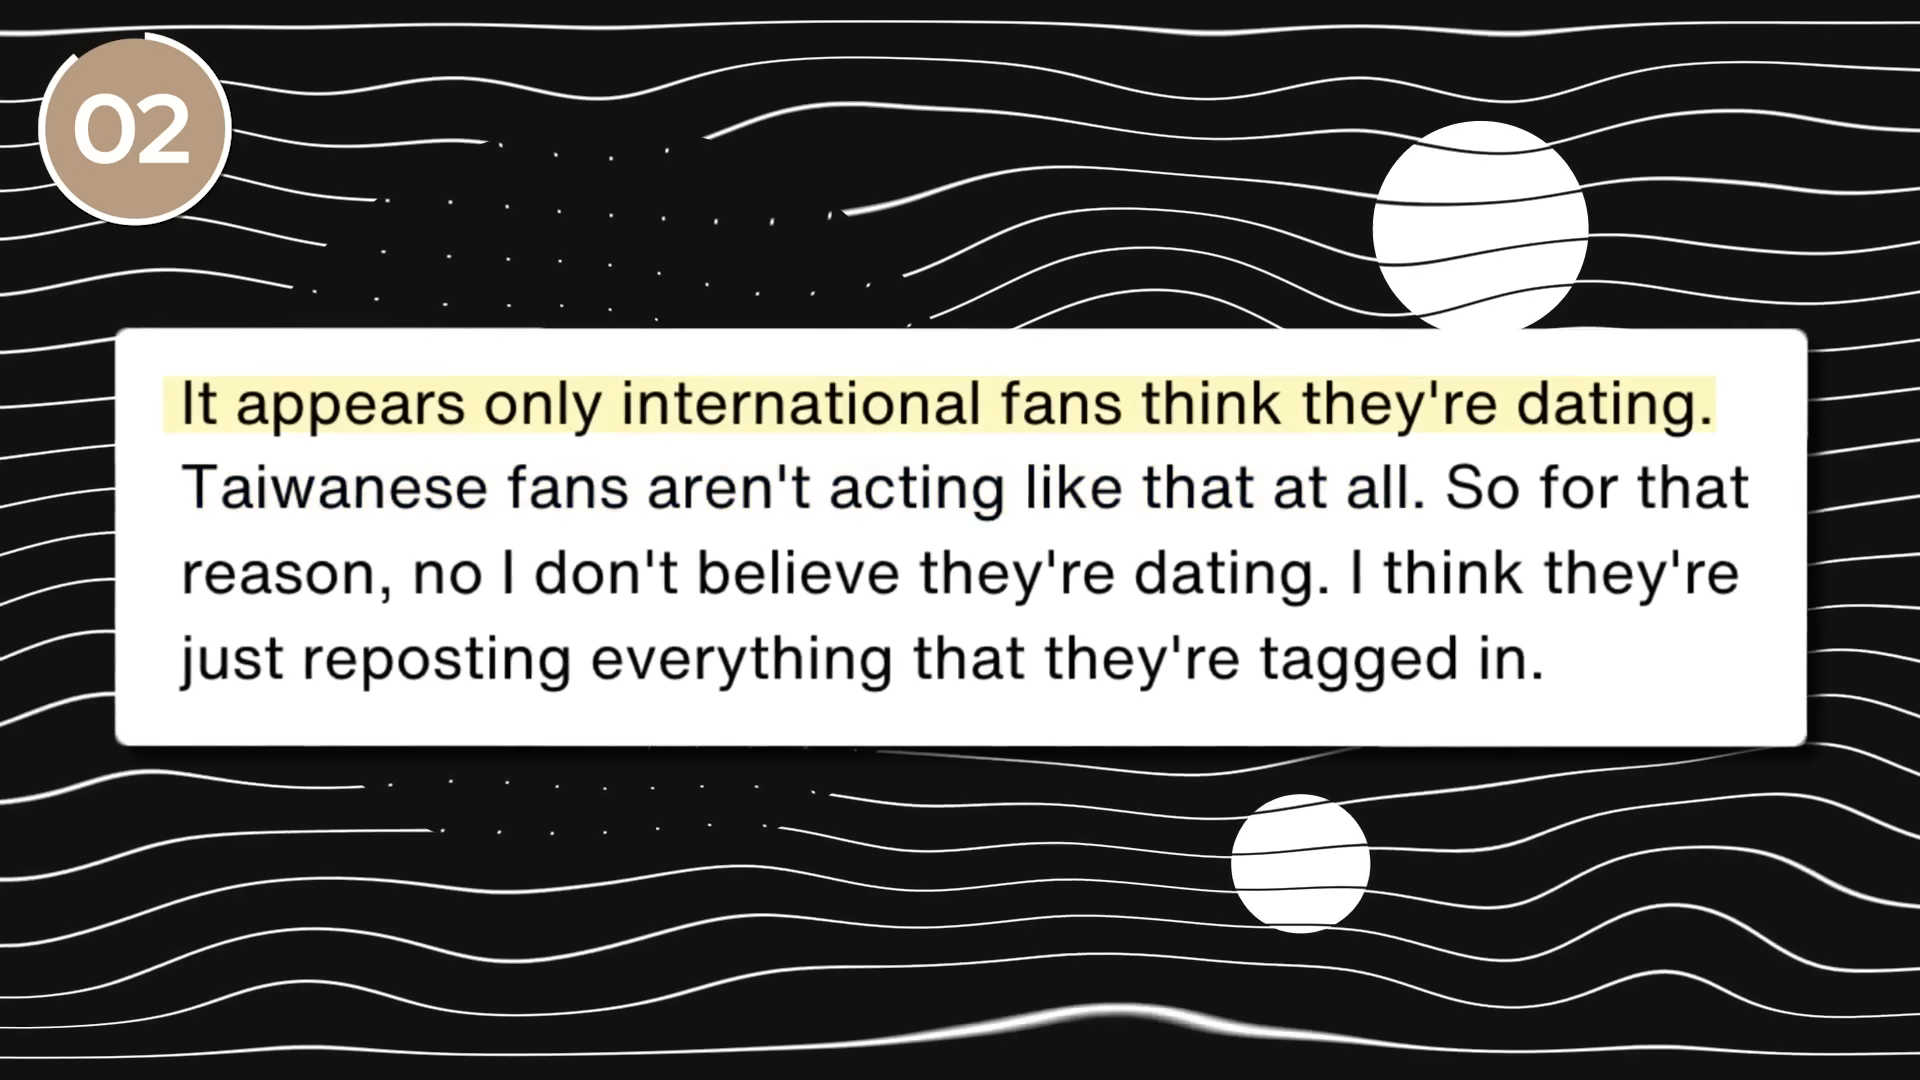 02
It appears only international fans think they're dating.
Taiwanese fans aren't acting like that at all. So for that
reason, no I don't believe they're dating. I think they're
just reposting everything that they're tagged in.